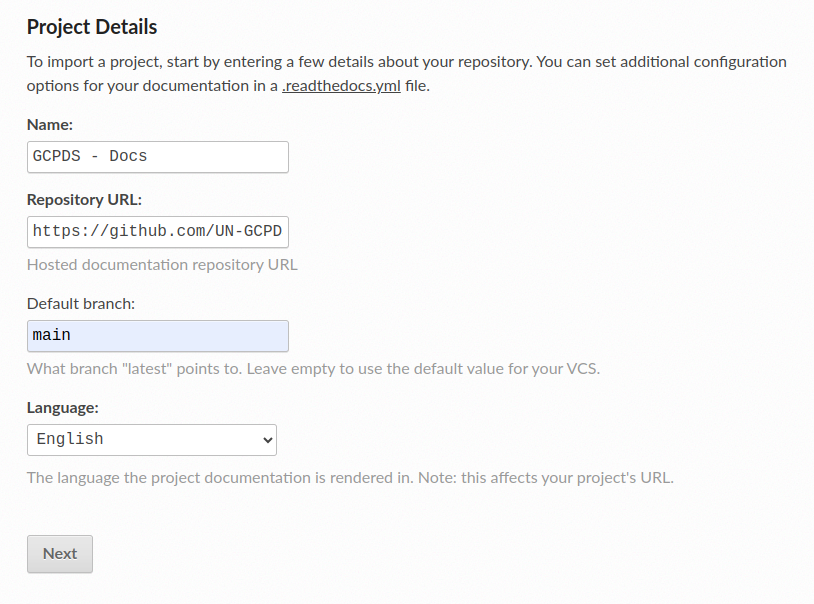 Project Details
To import a project, start by entering a few details about your repository. You can set additional configuration
options for your documentation in a .readthedocs.yml file.
Name:
GCPDS - Docs
Repository URL:
https://github.com/UN-GCPD
Hosted documentation repository URL
Default branch:
main
What branch "latest" points to. Leave empty to use the default value for your VCS.
Language:
English
The language the project documentation is rendered in. Note: this affects your project's URL.
Next